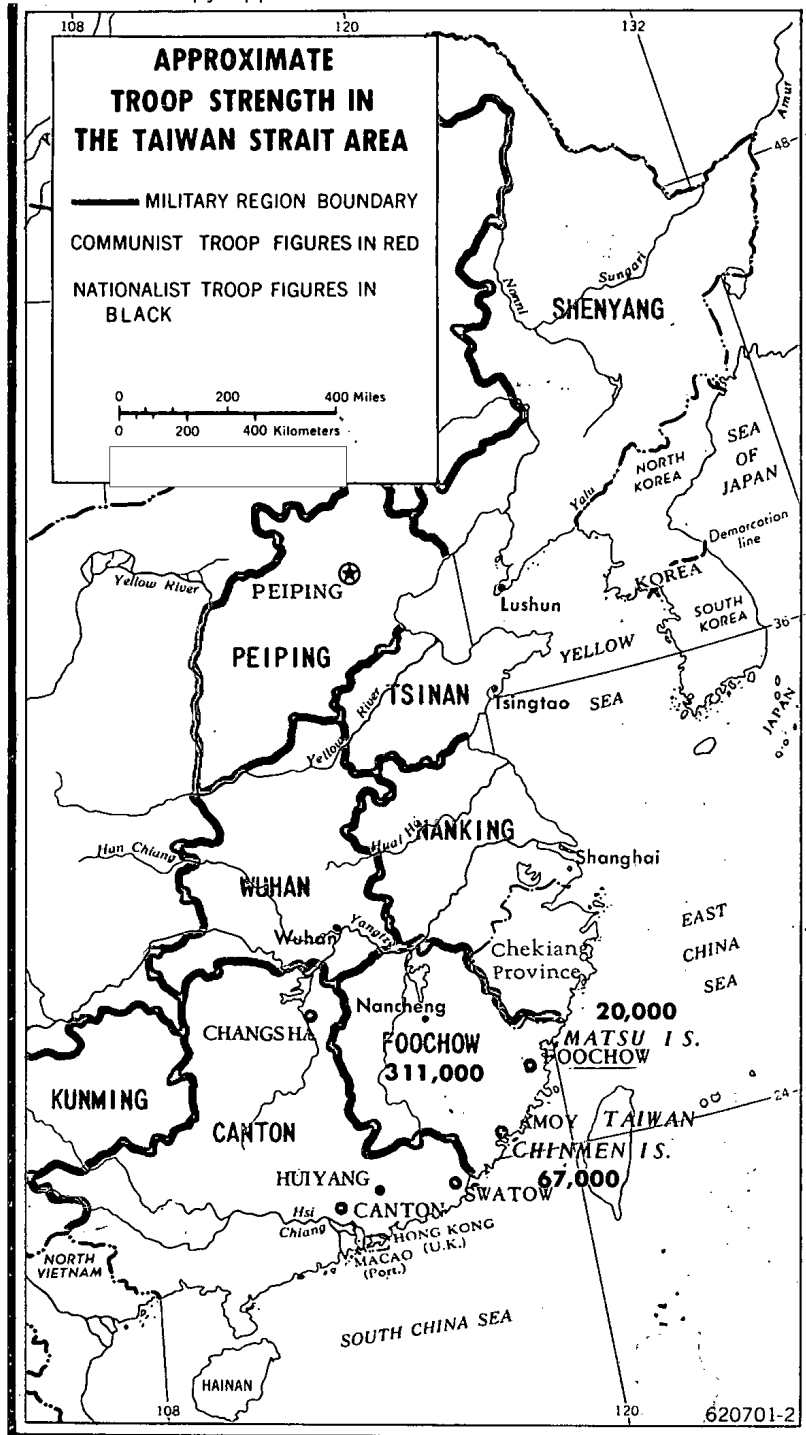 108
120
132
APPROXIMATE
TROOP STRENGTH IN
THE TAIWAN STRAIT AREA
MILITARY REGION BOUNDARY
COMMUNIST TROOP FIGURES IN RED
NATIONALIST TROOP FIGURES IN
BLACK
0 200 400 Miles
0 200 400 Kilometers
Amur
48
Sungari
Nonni
SHENYANG
SEA
OF
JAPAN
NORTH
KOREA
Yalu
Demarcation
line
KOREA
SOUTH
KOREA
36
Yellow River
PEIPING
Lushun
PEIPING
YELLOW
SEA
TSINAN
Tsingtao
JAPAN
Yellow River
Han Chiang
Huai Ho
NANKING
Shanghai
WUHAN
Wuhan
Yangtze
EAST
CHINA
SEA
Chekiang
Province
Nancheng
CHANGSHA
20,000
MATSU IS.
FOOCHOW
311,000
FOOCHOW
KUNMING
24
CANTON
AMOY
TAIWAN
CHINMEN IS.
67,000
HUIYANG
SWATOW
CANTON
Hsi
Chiang
HONG KONG
(U.K.)
MACAO
(Port.)
NORTH
VIETNAM
SOUTH CHINA SEA
HAINAN
108
120
620701-2